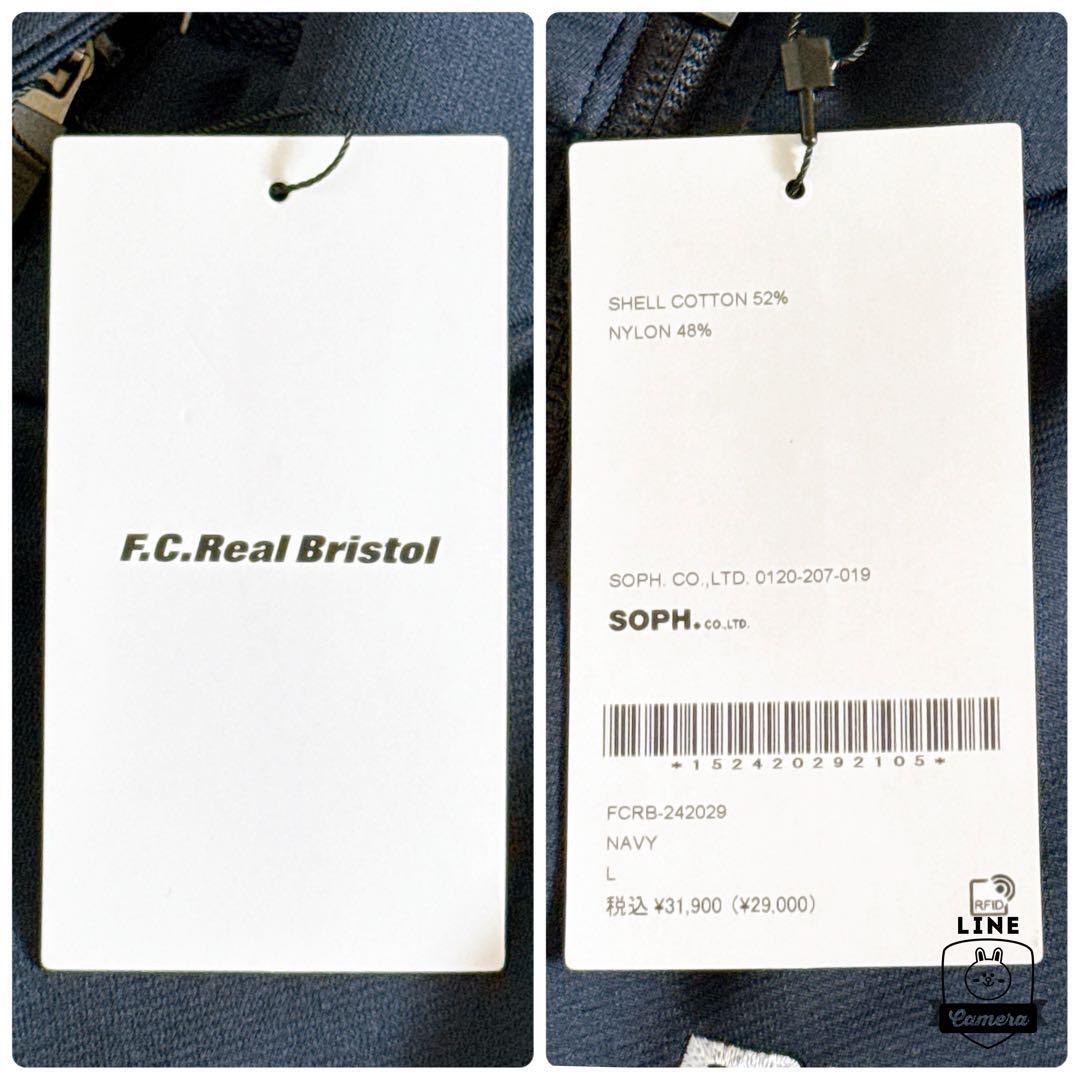 F.C.Real Bristol
SHELL COTTON 52%
NYLON 48%
SOPH. CO.,LTD. 0120-207-019
SOPH. CO.,LTD.
*152420292105*
FCRB-242029
NAVY
L
税込 ¥31,900 (¥29,000)
RFID
LINE
Camera